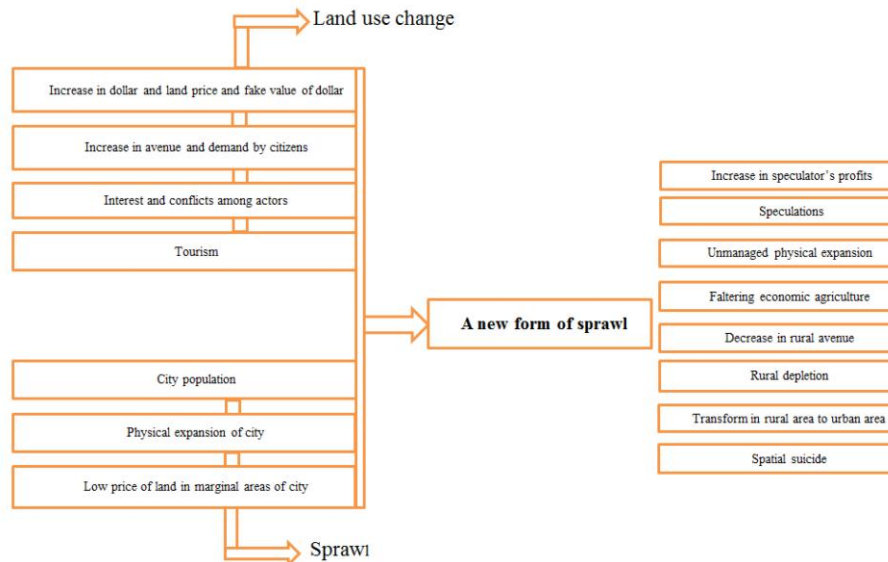 Land use change
Increase in dollar and land price and fake value of dollar
Increase in avenue and demand by citizens
Interest and conflicts among actors
Tourism
City population
Physical expansion of city
Low price of land in marginal areas of city
Sprawl
A new form of sprawl
Increase in speculator's profits
Speculations
Unmanaged physical expansion
Faltering economic agriculture
Decrease in rural avenue
Rural depletion
Transform in rural area to urban area
Spatial suicide